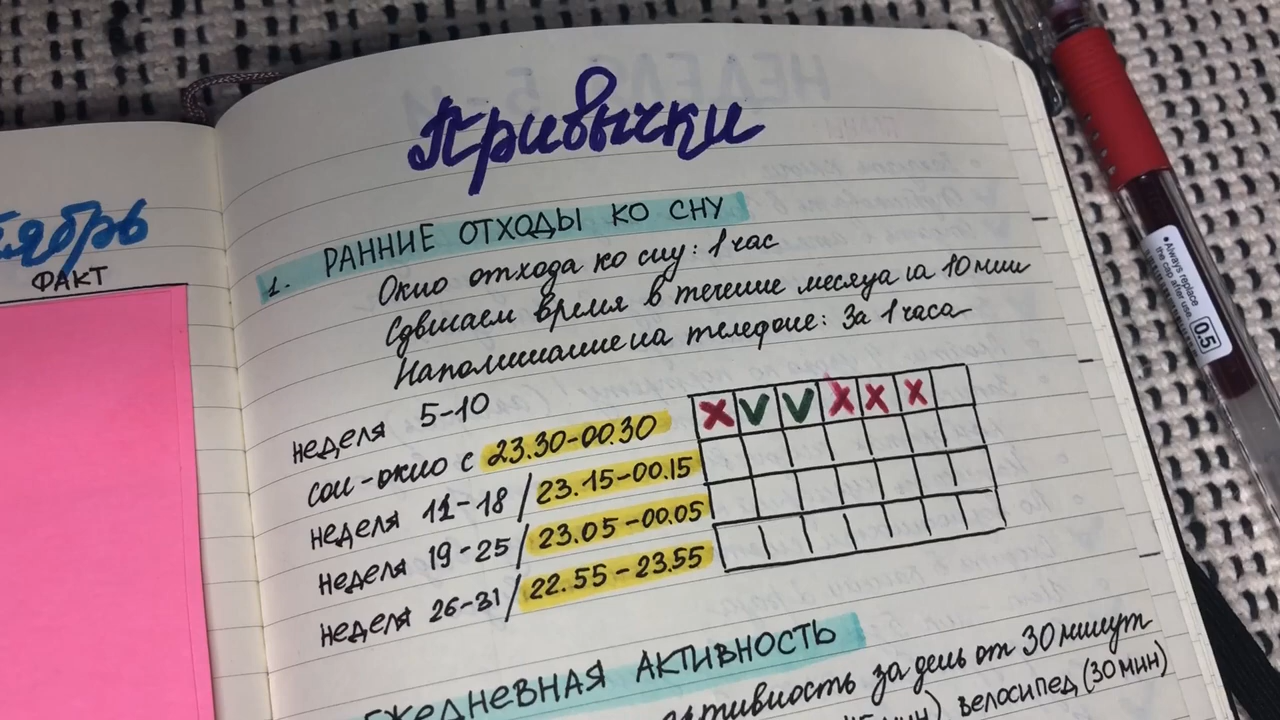 ябрь
ФАКТ
Привычки
1. РАННИЕ ОТХОДЫ КО СНУ
Окно отхода ко сну: 1 час
Сдвигаем время в течение месяца на 10 мин
Напоминание на телефоне: За 1 часа
неделя 5-10
сон-окно с 23.30-00.30
неделя 11-18 / 23.15-00.15
неделя 19-25 / 23.05-00.05
неделя 26-31 / 22.55-23.55
X V V X X X
ЕЖЕДНЕВНАЯ АКТИВНОСТЬ
активность за день от 30 минут
мин), велосипед (30 мин)
•Always replace
the cap after use
0.5